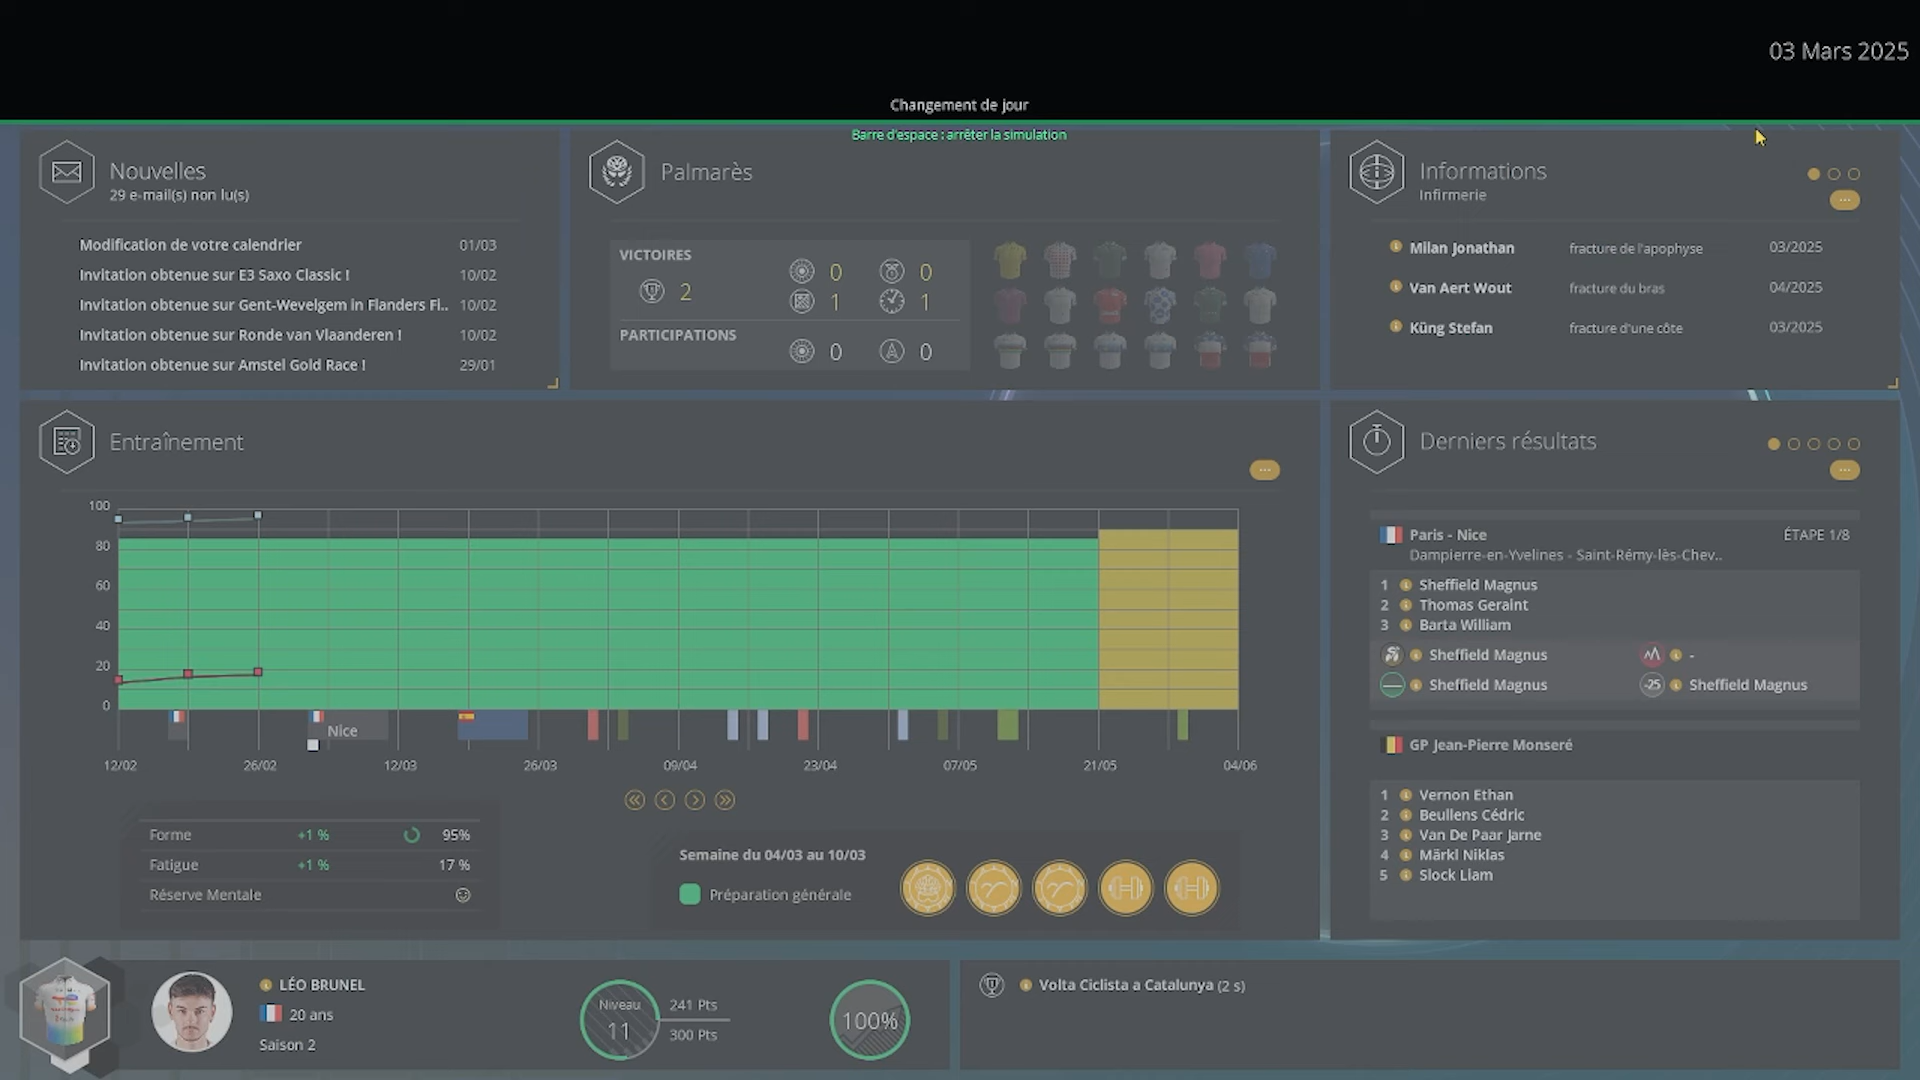 03 Mars 2025
Changement de jour
Barre d'espace : arrêter la simulation
Nouvelles
29 e-mail(s) non lu(s)
Modification de votre calendrier 01/03
Invitation obtenue sur E3 Saxo Classic ! 10/02
Invitation obtenue sur Gent-Wevelgem in Flanders Fi.. 10/02
Invitation obtenue sur Ronde van Vlaanderen ! 10/02
Invitation obtenue sur Amstel Gold Race ! 29/01
Palmarès
VICTOIRES
2
0 0
1 1
PARTICIPATIONS
0 0
Informations
Infirmerie
...
Milan Jonathan fracture de l'apophyse 03/2025
Van Aert Wout fracture du bras 04/2025
Küng Stefan fracture d'une côte 03/2025
Entraînement
...
100
80
60
40
20
0
Nice
12/02 26/02 12/03 26/03 09/04 23/04 07/05 21/05 04/06
Forme +1 % 95%
Fatigue +1 % 17 %
Réserve Mentale
Semaine du 04/03 au 10/03
Préparation générale
Derniers résultats
...
Paris - Nice ÉTAPE 1/8
Dampierre-en-Yvelines - Saint-Rémy-lès-Chev..
1 Sheffield Magnus
2 Thomas Geraint
3 Barta William
Sheffield Magnus -
Sheffield Magnus -25 Sheffield Magnus
GP Jean-Pierre Monseré
1 Vernon Ethan
2 Beullens Cédric
3 Van De Paar Jarne
4 Märkl Niklas
5 Slock Liam
LÉO BRUNEL
20 ans
Saison 2
Niveau
11
241 Pts
300 Pts
100%
Volta Ciclista a Catalunya (2 s)